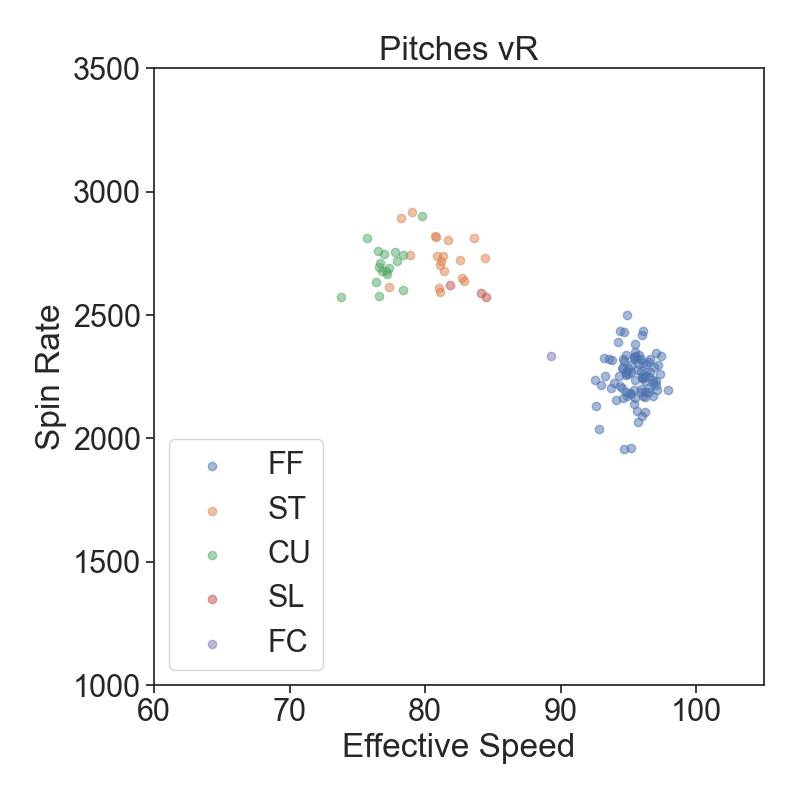 Pitches vR
3500
3000
2500
2000
1500
1000
Spin Rate
FF
ST
CU
SL
FC
60 70 80 90 100
Effective Speed